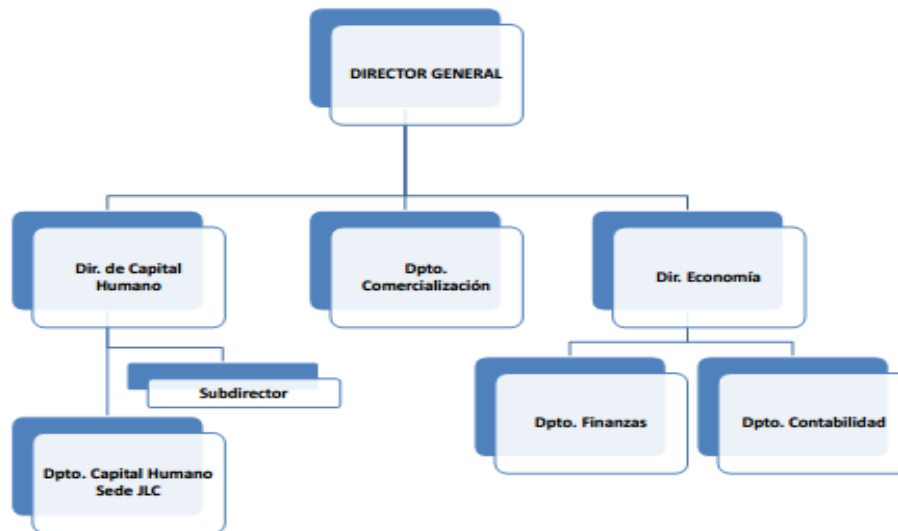 DIRECTOR GENERAL
Dir. de Capital
Humano
Dpto.
Comercialización
Dir. Economía
Subdirector
Dpto. Finanzas
Dpto. Contabilidad
Dpto. Capital Humano
Sede JLC